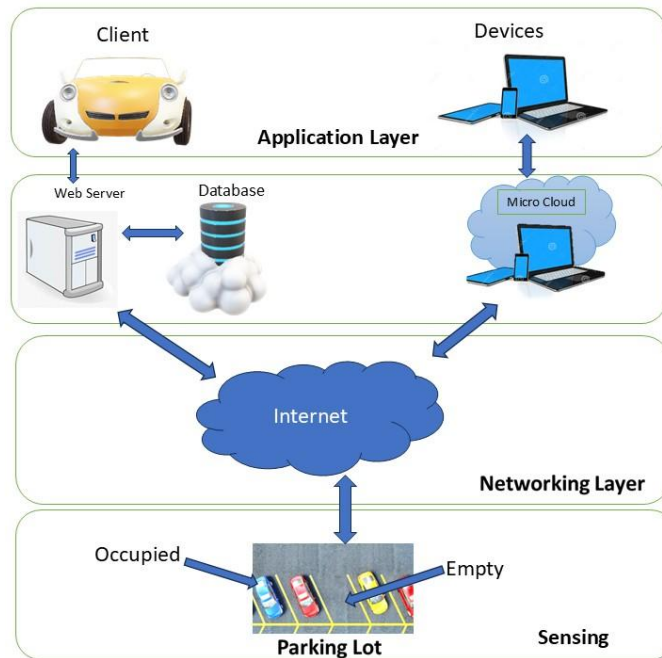 Client
Devices
Application Layer
Web Server
Database
Micro Cloud
Internet
Networking Layer
Occupied
Empty
Parking Lot
Sensing